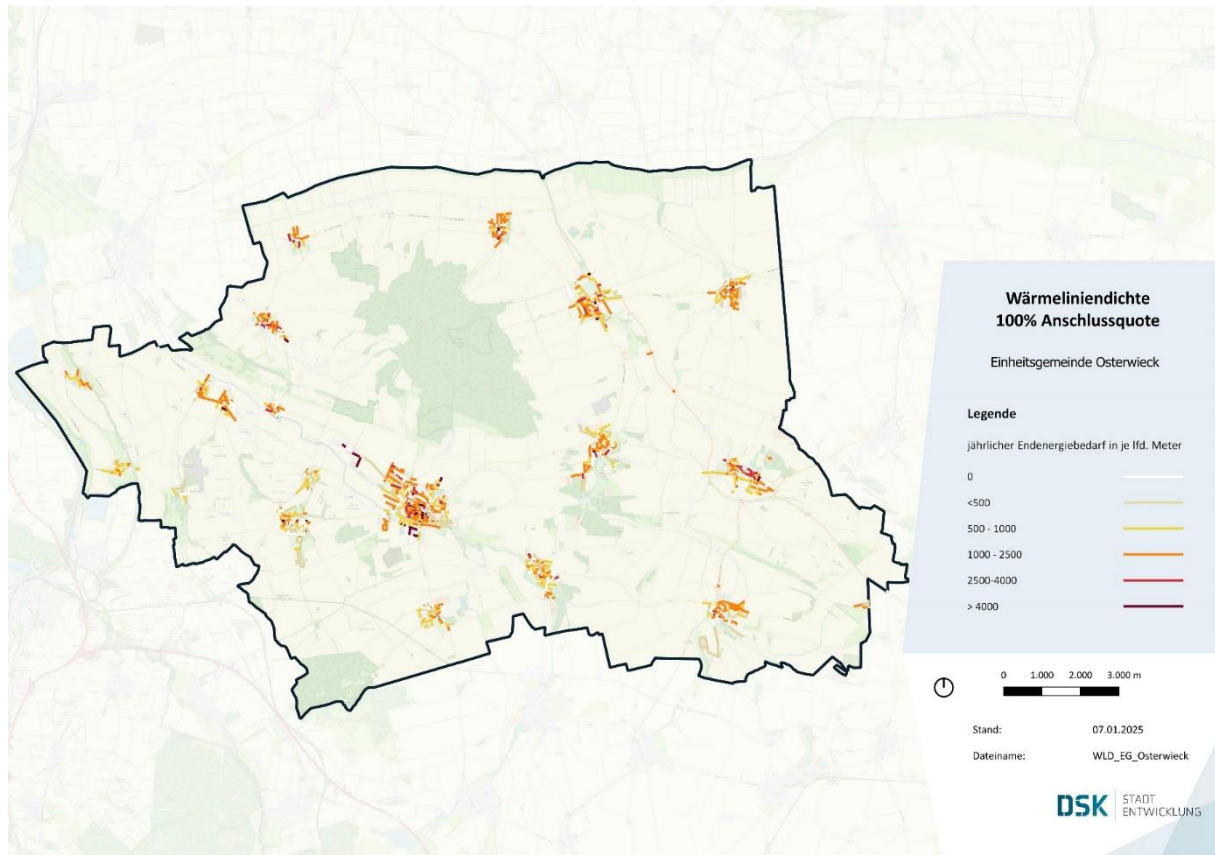 Wärmeliniendichte
100% Anschlussquote
Einheitsgemeinde Osterwieck
Legende
jährlicher Endenergiebedarf in je lfd. Meter
0
<500
500 - 1000
1000 - 2500
2500-4000
> 4000
0 1.000 2.000 3.000 m
Stand: 07.01.2025
Dateiname: WLD_EG_Osterwieck
DSK STADT
ENTWICKLUNG